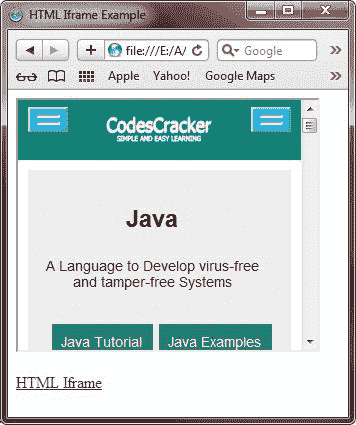 HTML Iframe Example
file:///E:/A/
Google
Apple Yahoo! Google Maps
CodesCracker
SIMPLE AND EASY LEARNING
Java
A Language to Develop virus-free
and tamper-free Systems
Java Tutorial Java Examples
HTML Iframe